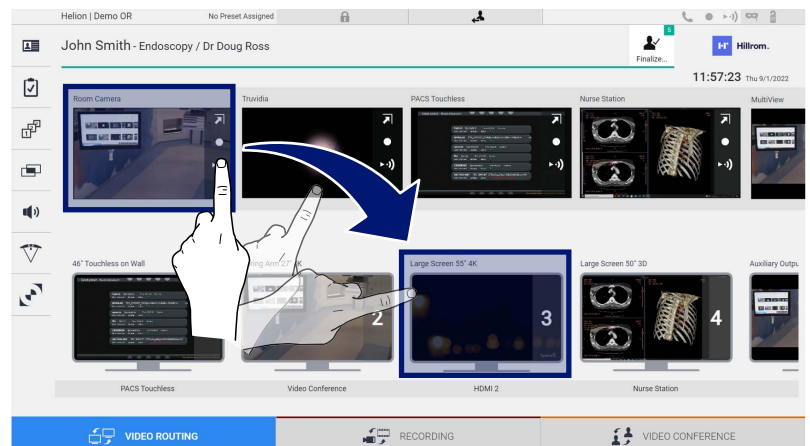 Helion | Demo OR
No Preset Assigned
John Smith - Endoscopy / Dr Doug Ross
5
Finalize...
Hr Hillrom.
11:57:23 Thu 9/1/2022
Room Camera
Truvidia
PACS Touchless
Nurse Station
MultiView
46" Touchless on Wall
Large Screen 55" 4K
Large Screen 50" 3D
Auxiliary Outpu
2
3
4
PACS Touchless
Video Conference
HDMI 2
Nurse Station
VIDEO ROUTING
RECORDING
VIDEO CONFERENCE